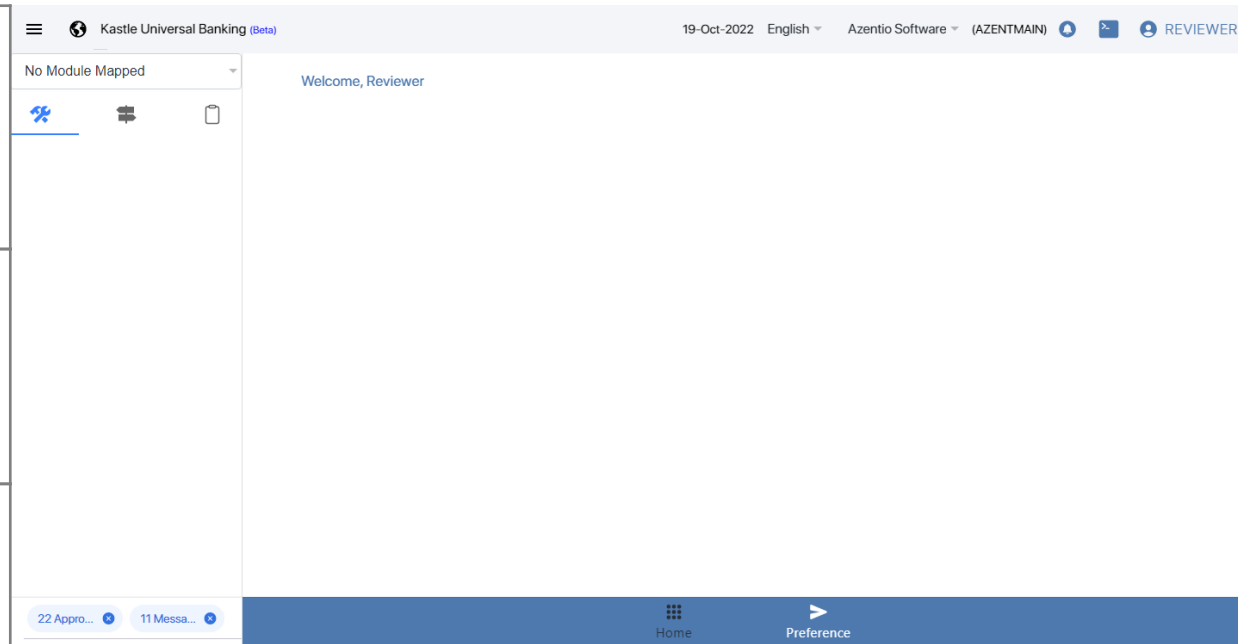 Kastle Universal Banking (Beta)
19-Oct-2022 English Azentio Software (AZENTMAIN) REVIEWER
No Module Mapped
Welcome, Reviewer
22 Appro... 11 Messa...
Home Preference